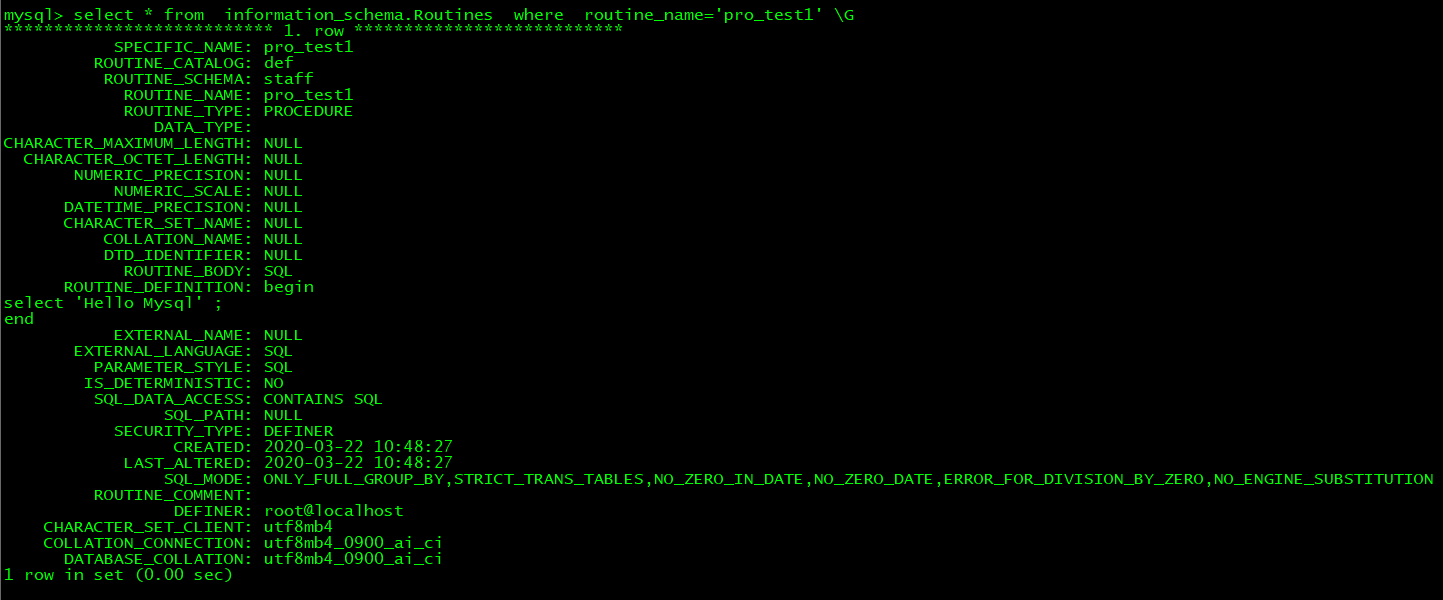 mysql> select * from  information_schema.Routines  where  routine_name='pro_test1' \G
*************************** 1. row ***************************
           SPECIFIC_NAME: pro_test1
         ROUTINE_CATALOG: def
          ROUTINE_SCHEMA: staff
            ROUTINE_NAME: pro_test1
            ROUTINE_TYPE: PROCEDURE
               DATA_TYPE:
CHARACTER_MAXIMUM_LENGTH: NULL
  CHARACTER_OCTET_LENGTH: NULL
       NUMERIC_PRECISION: NULL
           NUMERIC_SCALE: NULL
      DATETIME_PRECISION: NULL
      CHARACTER_SET_NAME: NULL
          COLLATION_NAME: NULL
          DTD_IDENTIFIER: NULL
            ROUTINE_BODY: SQL
      ROUTINE_DEFINITION: begin
select 'Hello Mysql' ;
end
           EXTERNAL_NAME: NULL
       EXTERNAL_LANGUAGE: SQL
         PARAMETER_STYLE: SQL
        IS_DETERMINISTIC: NO
         SQL_DATA_ACCESS: CONTAINS SQL
                SQL_PATH: NULL
           SECURITY_TYPE: DEFINER
                 CREATED: 2020-03-22 10:48:27
            LAST_ALTERED: 2020-03-22 10:48:27
                SQL_MODE: ONLY_FULL_GROUP_BY,STRICT_TRANS_TABLES,NO_ZERO_IN_DATE,NO_ZERO_DATE,ERROR_FOR_DIVISION_BY_ZERO,NO_ENGINE_SUBSTITUTION
         ROUTINE_COMMENT:
                 DEFINER: root@localhost
    CHARACTER_SET_CLIENT: utf8mb4
    COLLATION_CONNECTION: utf8mb4_0900_ai_ci
      DATABASE_COLLATION: utf8mb4_0900_ai_ci
1 row in set (0.00 sec)